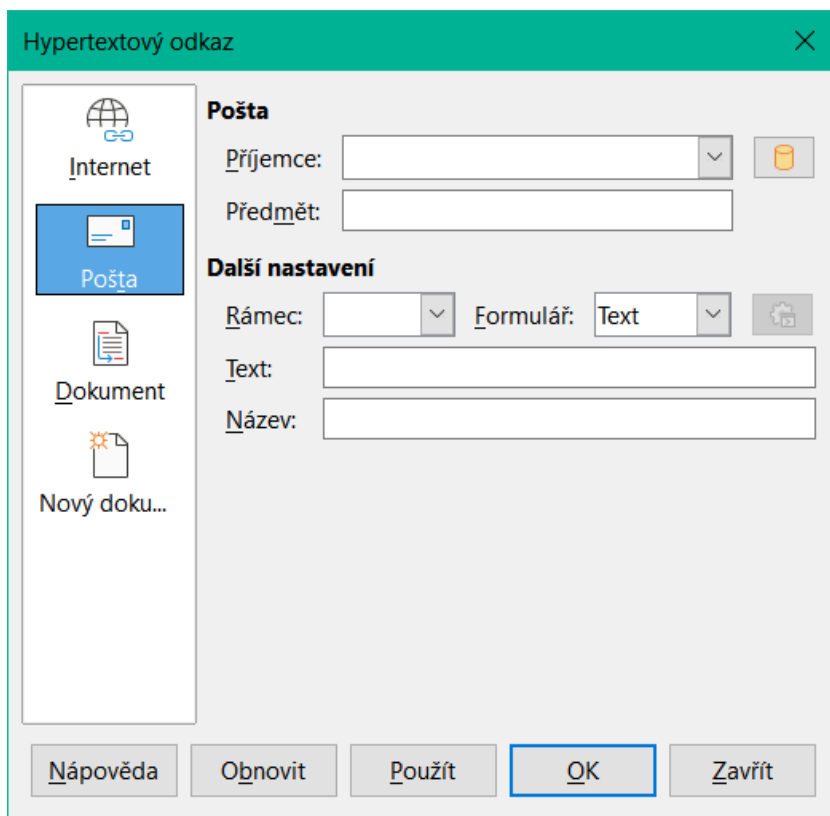 Hypertextový odkaz
Internet
Pošta
Dokument
Nový doku...
Pošta
Příjemce:
Předmět:
Další nastavení
Rámec: Formulář: Text
Text:
Název:
Nápověda Obnovit Použít OK Zavřít